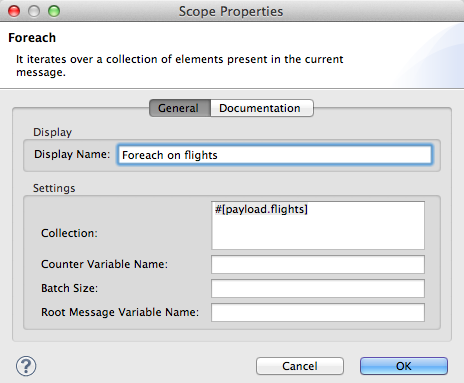 Scope Properties
Foreach
It iterates over a collection of elements present in the current
message.
General Documentation
Display
Display Name: Foreach on flights
Settings
#[payload.flights]
Collection:
Counter Variable Name:
Batch Size:
Root Message Variable Name:
? Cancel OK